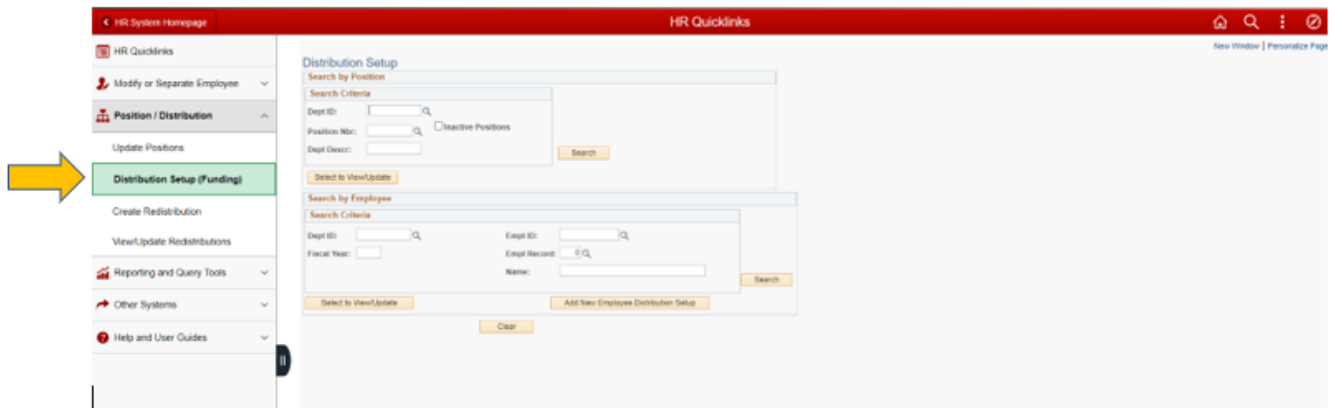 HR System Homepage
HR Quicklinks
New Window | Personalize Page
HR Quicklinks
Modify or Separate Employee
Position / Distribution
Update Positions
Distribution Setup (Funding)
Create Redistribution
View/Update Redistributions
Reporting and Query Tools
Other Systems
Help and User Guides
Distribution Setup
Search by Position
Search Criteria
Dept ID:
Position Nbr:
Inactive Positions
Dept Descr:
Search
Select to View/Update
Search by Employee
Search Criteria
Dept ID:
Empl ID:
Fiscal Year:
Empl Record: 0
Name:
Search
Select to View/Update
Add New Employee Distribution Setup
Clear